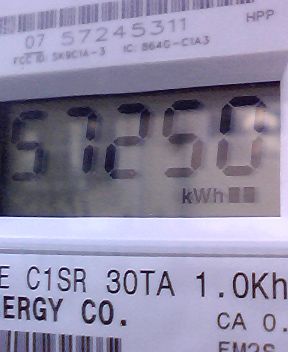 HPP
07 57245311
FCC ID: SK9C1A-3 IC: 864G-C1A3
57250
kWh
E C1SR 30TA 1.0Kh
ERGY CO.
CA 0.
FM2S